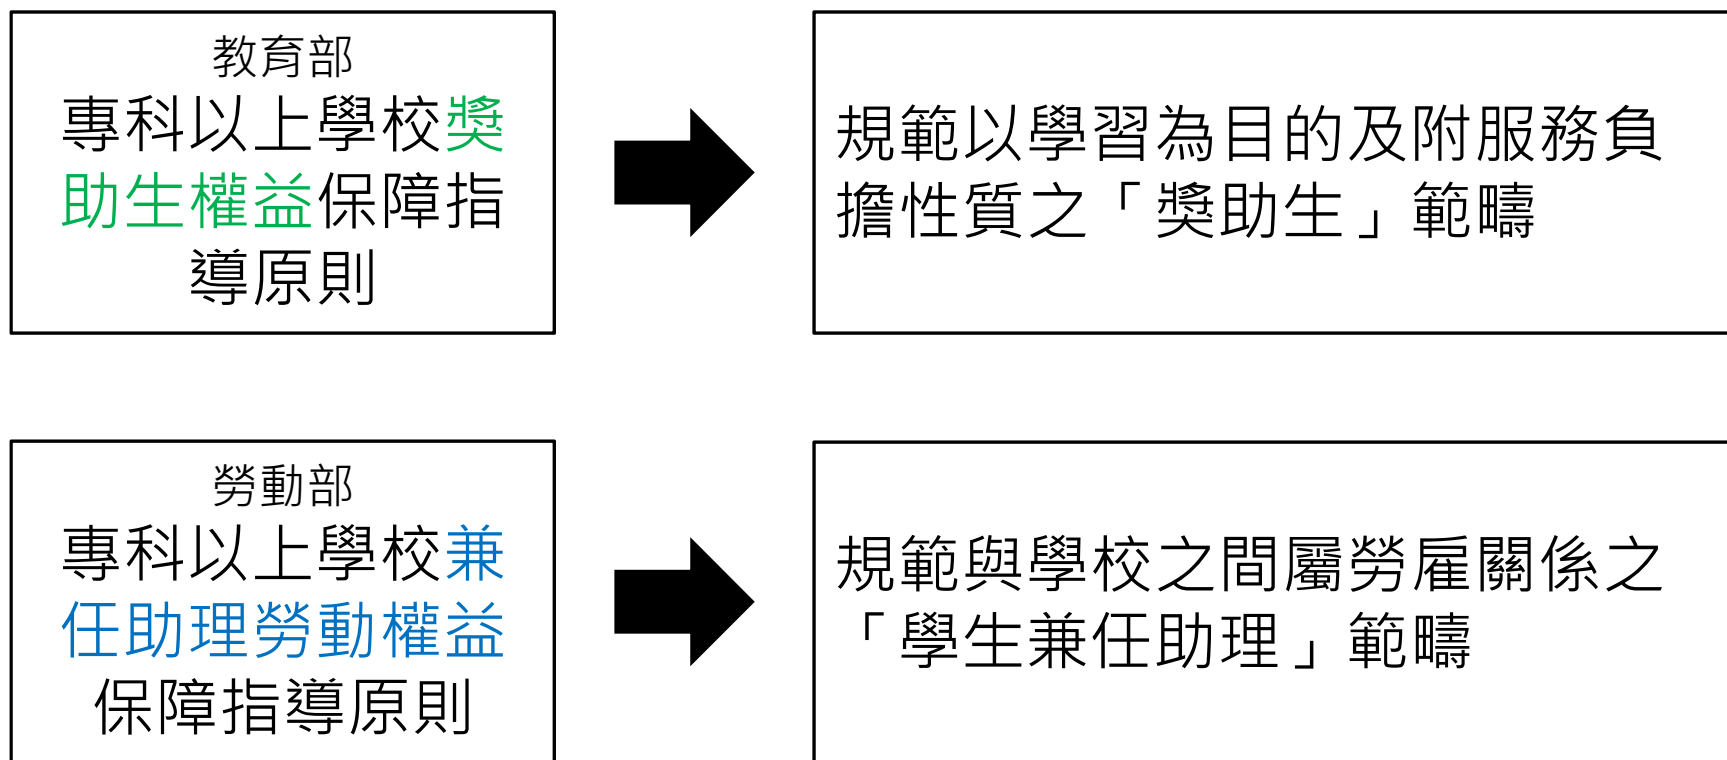 教育部
專科以上學校獎
助生權益保障指
導原則
規範以學習為目的及附服務負
擔性質之「獎助生」範疇
勞動部
專科以上學校兼
任助理勞動權益
保障指導原則
規範與學校之間屬勞雇關係之
「學生兼任助理」範疇